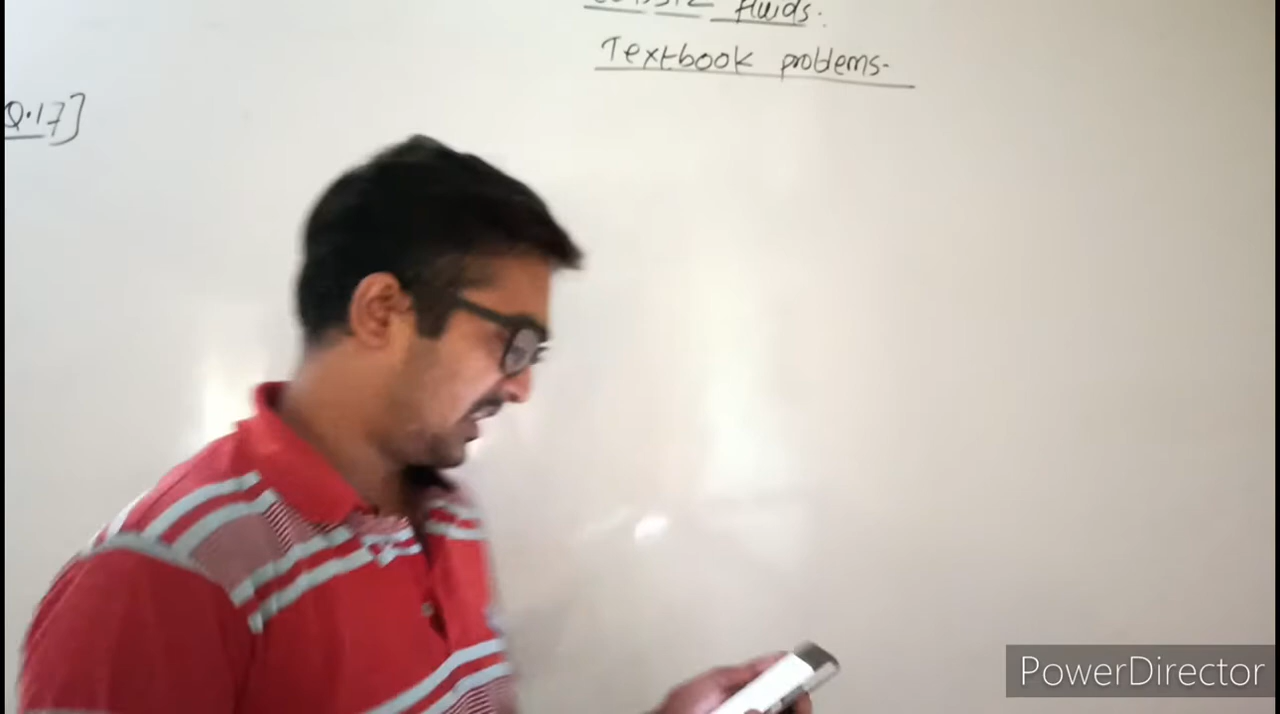 fluids:
Textbook problems-
Q.17]
PowerDirector